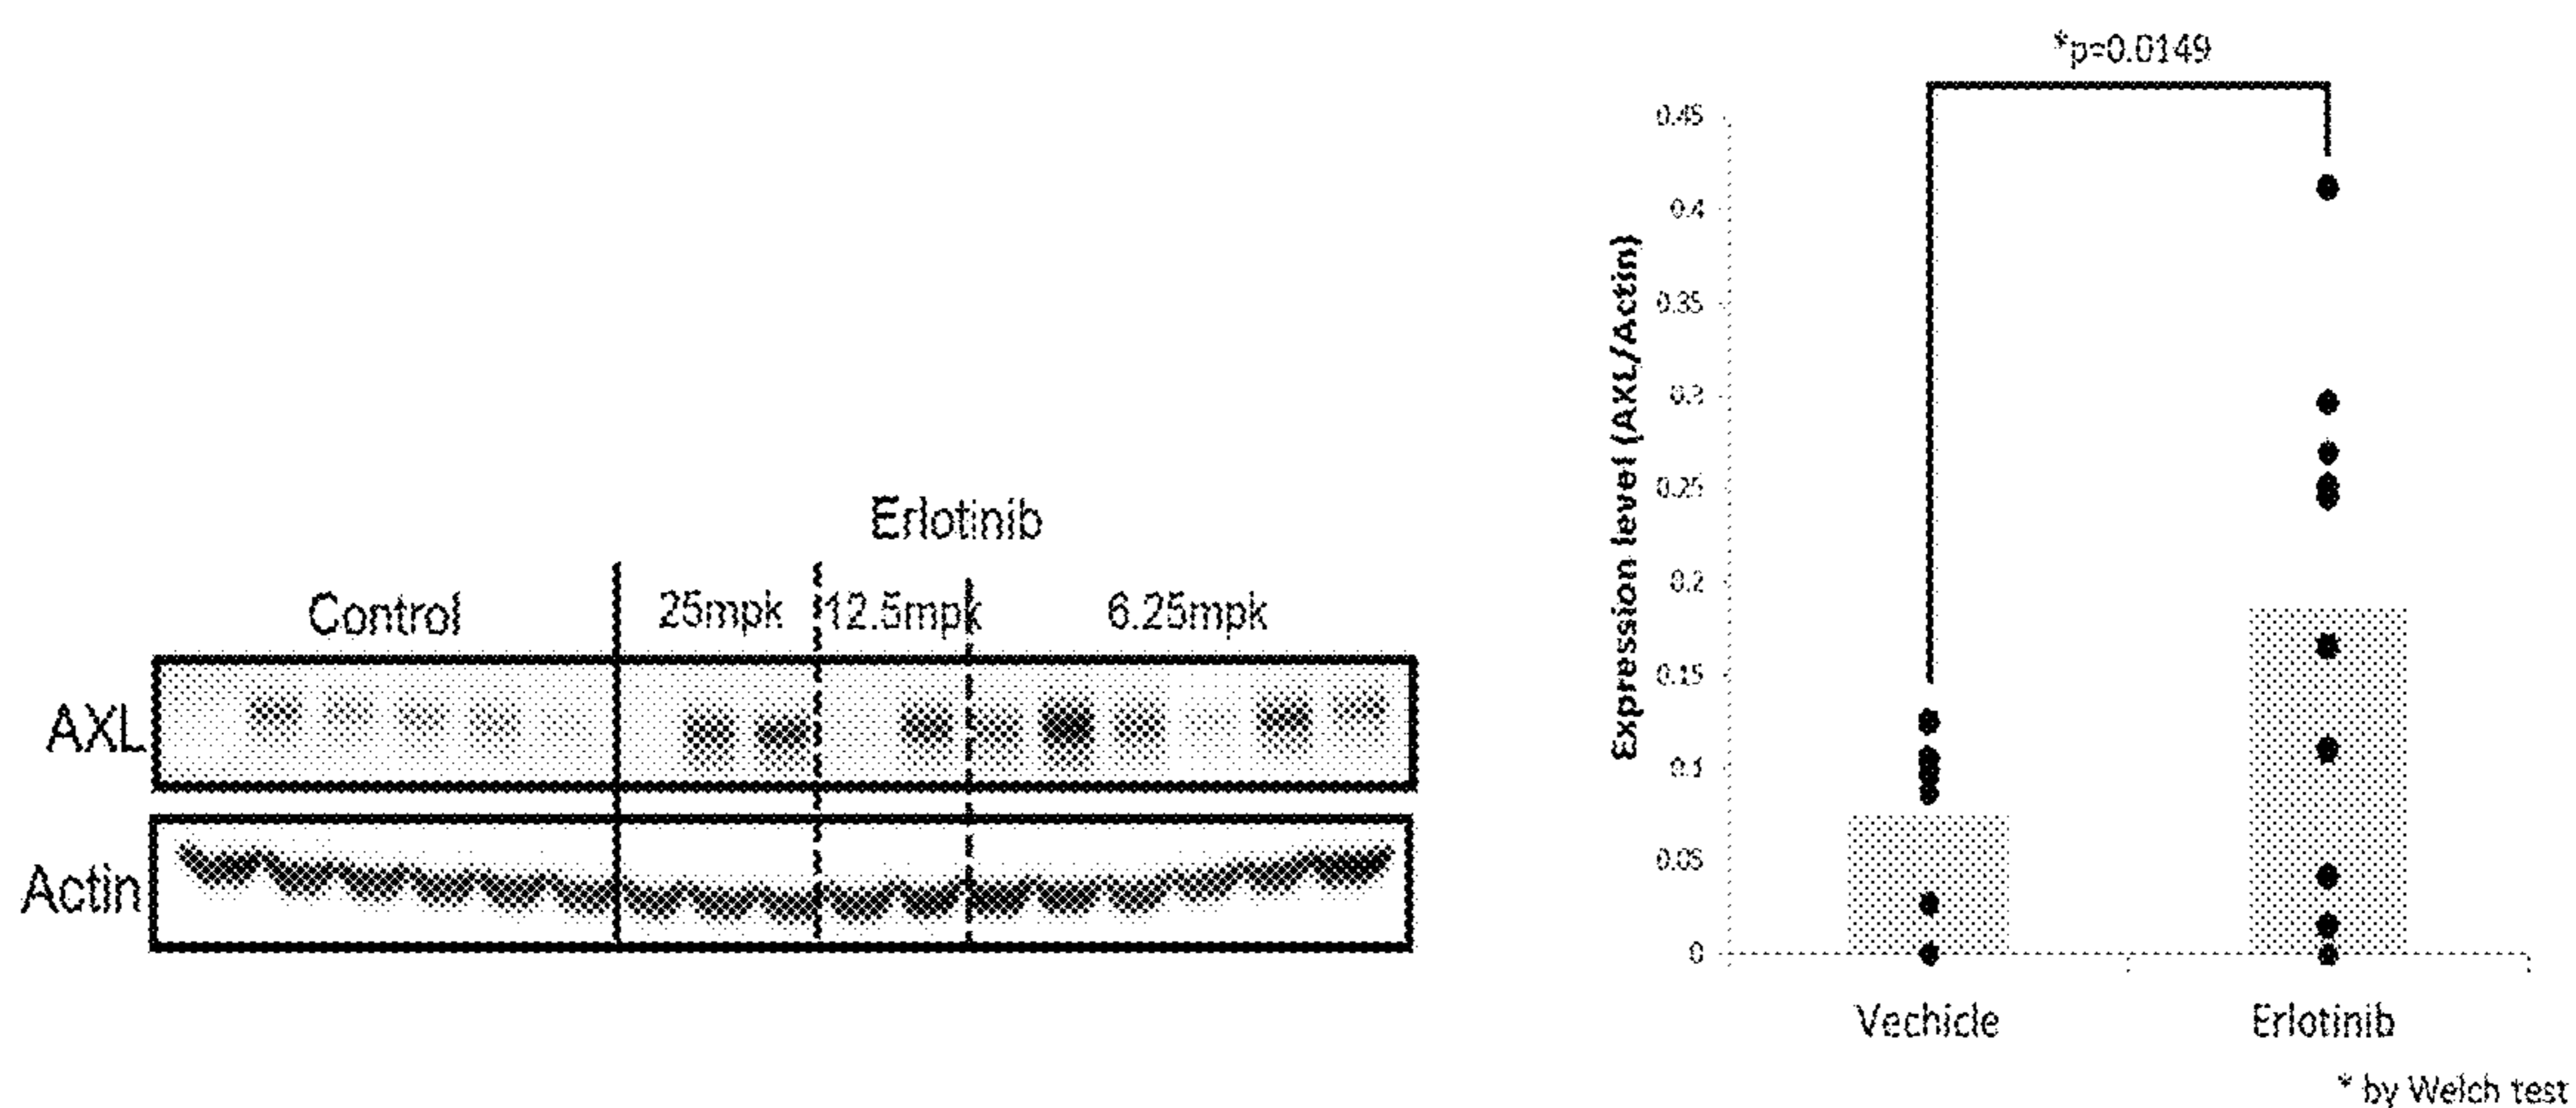 Erlotinib
Control 25mpk 12.5mpk 6.25mpk
AXL
Actin
*p=0.0149
Expression level (AXL/Actin)
0.45
0.4
0.35
0.3
0.25
0.2
0.15
0.1
0.05
0
Vechicle Erlotinib
* by Welch test